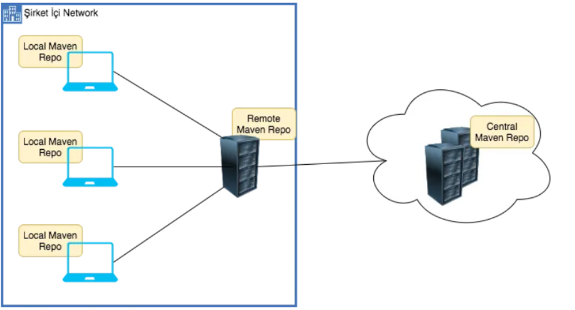 Şirket İçi Network
Local Maven
Repo
Remote
Maven Repo
Central
Maven Repo
Local Maven
Repo
Local Maven
Repo